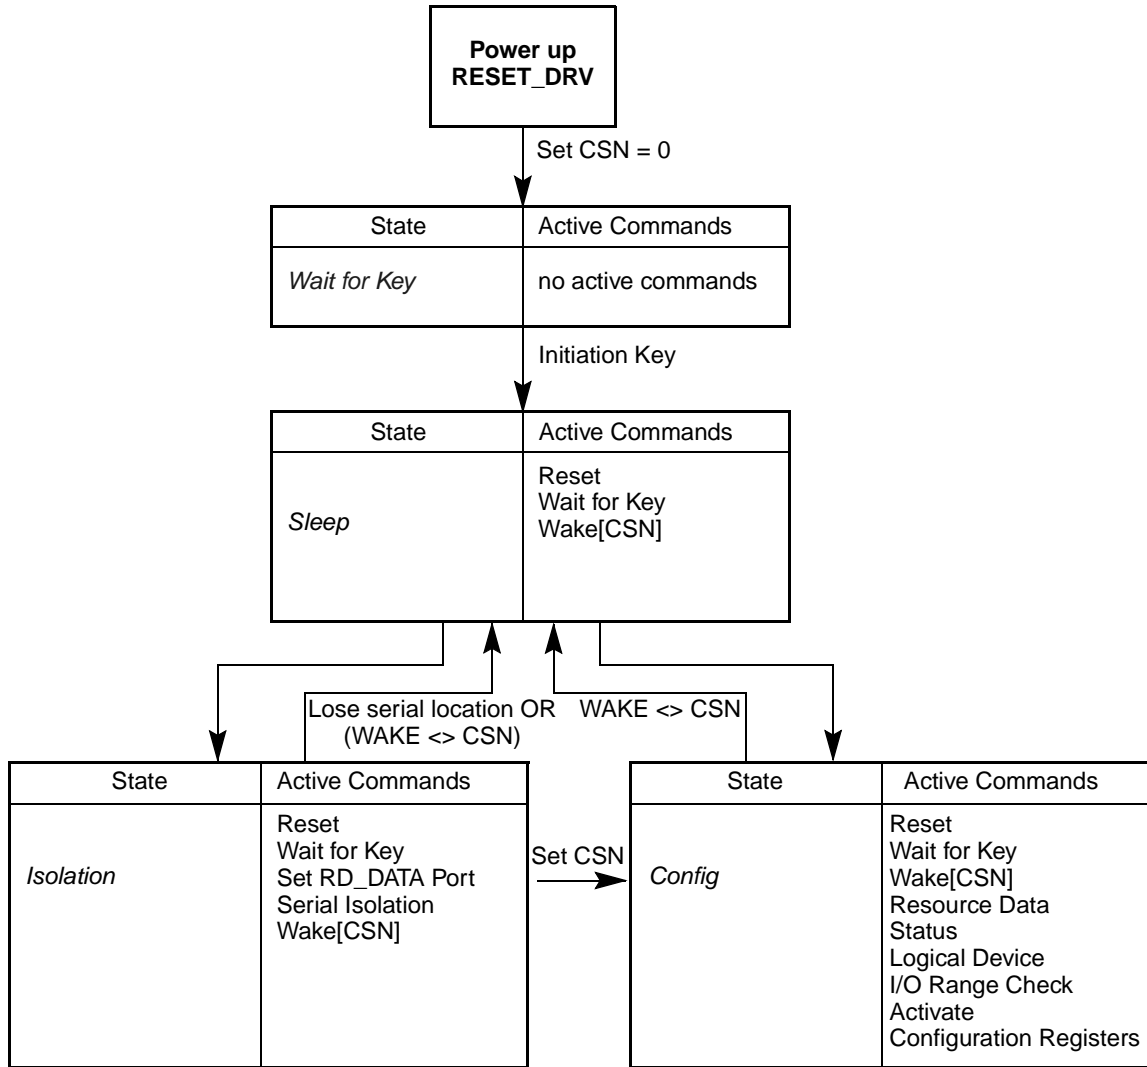 Power up
RESET_DRV
Set CSN = 0
State Active Commands
Wait for Key no active commands
Initiation Key
State Active Commands
Sleep
Reset
Wait for Key
Wake[CSN]
Lose serial location OR
(WAKE <> CSN)
WAKE <> CSN
State Active Commands
Isolation
Reset
Wait for Key
Set RD_DATA Port
Serial Isolation
Wake[CSN]
Set CSN
State Active Commands
Config
Reset
Wait for Key
Wake[CSN]
Resource Data
Status
Logical Device
I/O Range Check
Activate
Configuration Registers